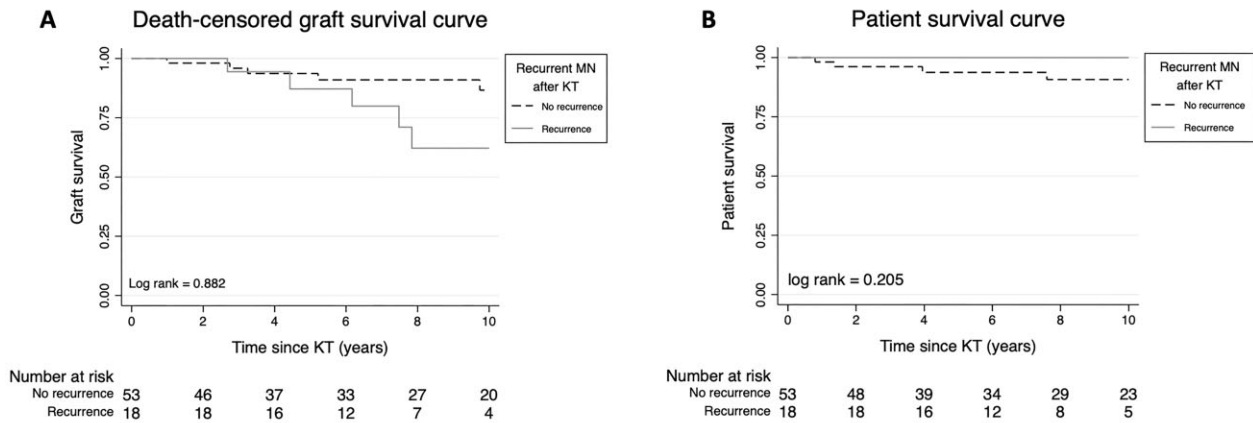 A Death-censored graft survival curve
Graft survival
1.00
0.75
0.50
0.25
0.00
Log rank = 0.882
0 2 4 6 8 10
Time since KT (years)
Recurrent MN
after KT
No recurrence
Recurrence
Number at risk
No recurrence 53 46 37 33 27 20
Recurrence 18 18 16 12 7 4
B Patient survival curve
Patient survival
1.00
0.75
0.50
0.25
0.00
log rank = 0.205
0 2 4 6 8 10
Time since KT (years)
Recurrent MN
after KT
No recurrence
Recurrence
Number at risk
No recurrence 53 48 39 34 29 23
Recurrence 18 18 16 12 8 5